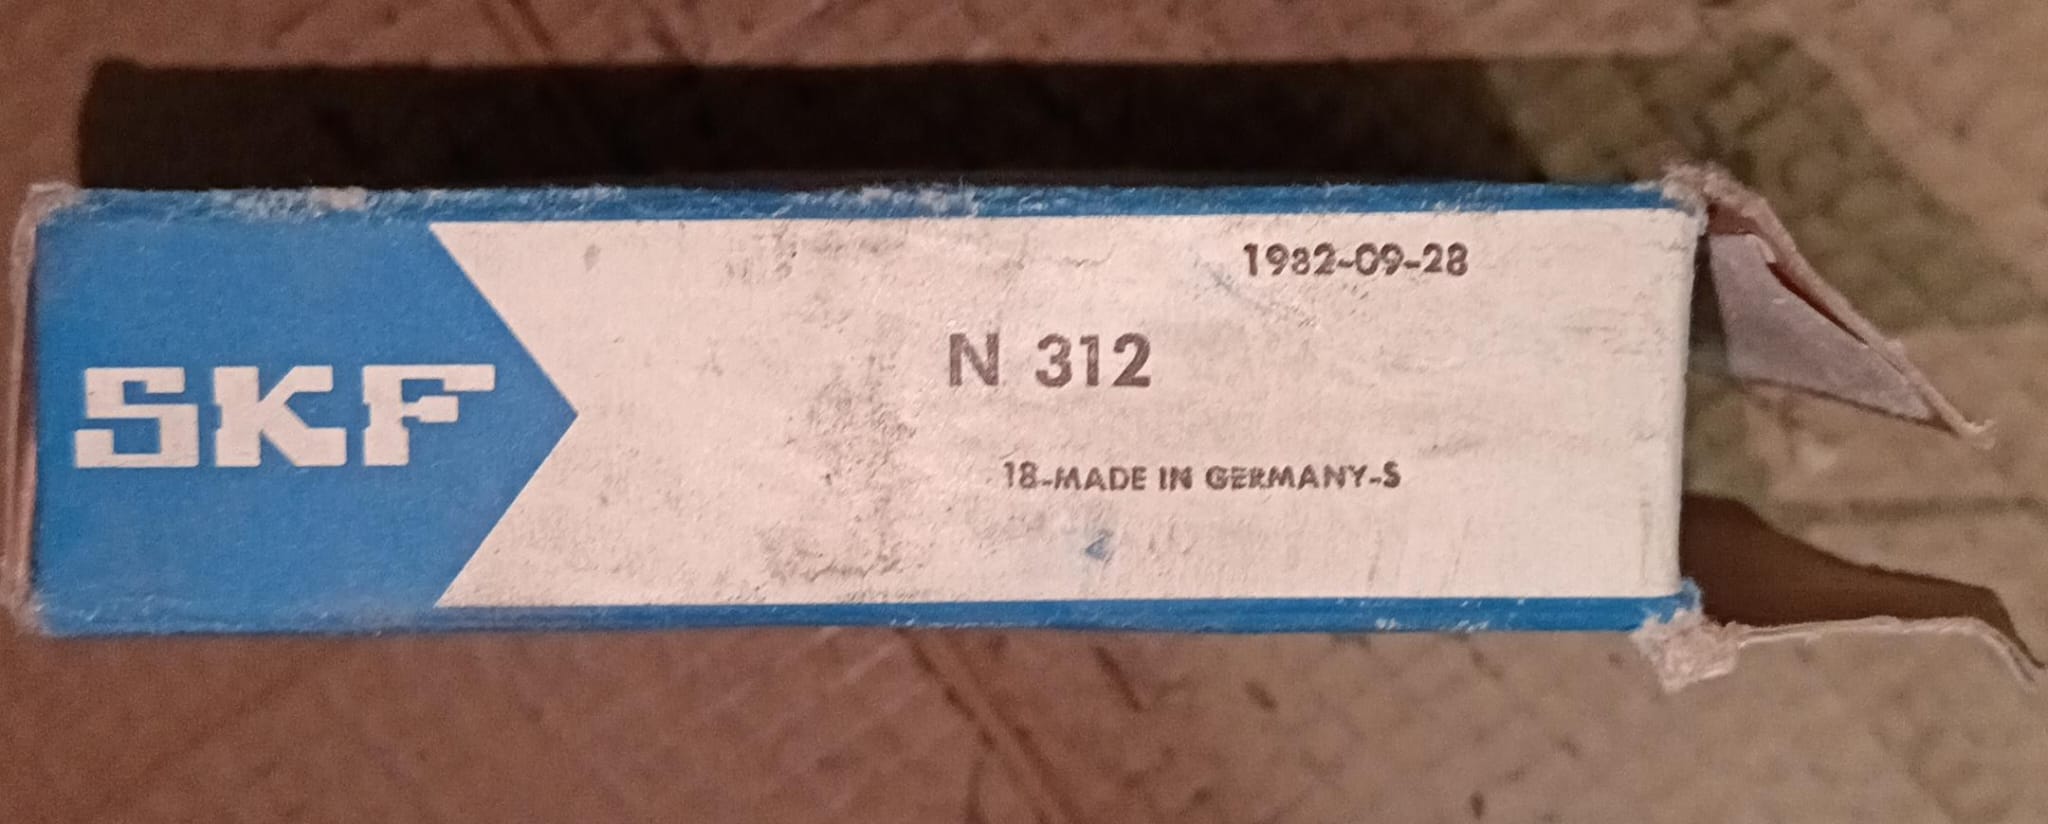 SKF
1982-09-28
N 312
18-MADE IN GERMANY-S